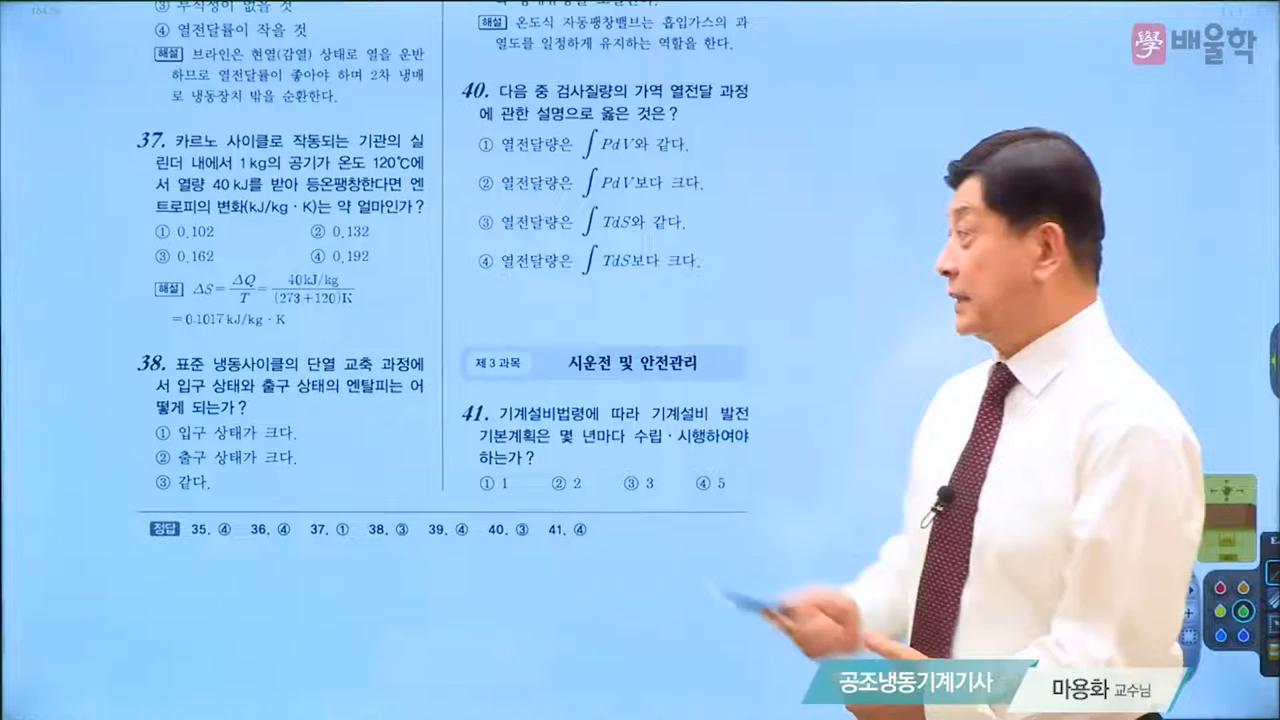 ③ 부식성이 없을 것
④ 열전달률이 작을 것
해설 브라인은 현열(감열) 상태로 열을 운반
하므로 열전달률이 좋아야 하며 2차 냉매
로 냉동장치 밖을 순환한다.
37. 카르노 사이클로 작동되는 기관의 실
린더 내에서 1kg의 공기가 온도 120℃에
서 열량 40kJ를 받아 등온팽창한다면 엔
트로피의 변화(kJ/kg · K)는 약 얼마인가?
① 0.102 ② 0.132
③ 0.162 ④ 0.192
해설 ΔS = ΔQ/T = 40kJ/kg/(273+120)K
= 0.1017kJ/kg · K
38. 표준 냉동사이클의 단열 교축 과정에
서 입구 상태와 출구 상태의 엔탈피는 어
떻게 되는가?
① 입구 상태가 크다.
② 출구 상태가 크다.
③ 같다.
해설 온도식 자동팽창밸브는 흡입가스의 과
열도를 일정하게 유지하는 역할을 한다.
40. 다음 중 검사질량의 가역 열전달 과정
에 관한 설명으로 옳은 것은?
① 열전달량은 ∫PdV와 같다.
② 열전달량은 ∫PdV보다 크다.
③ 열전달량은 ∫TdS와 같다.
④ 열전달량은 ∫TdS보다 크다.
제3과목 시운전 및 안전관리
41. 기계설비법령에 따라 기계설비 발전
기본계획은 몇 년마다 수립 · 시행하여야
하는가?
① 1 ② 2 ③ 3 ④ 5
정답 35. ④ 36. ④ 37. ① 38. ③ 39. ④ 40. ③ 41. ④
學 배울학
공조냉동기계기사
마용화 교수님